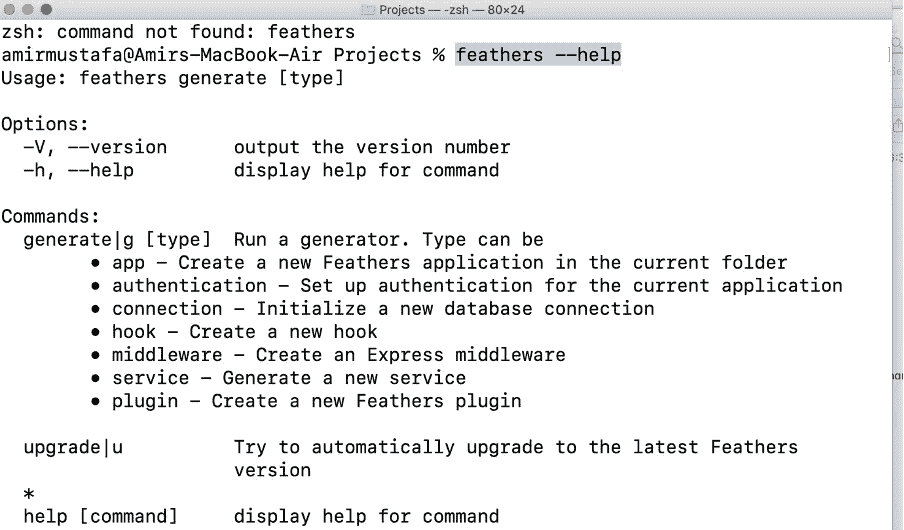 Projects — -zsh — 80×24
zsh: command not found: feathers
amirmustafa@Amirs-MacBook-Air Projects % feathers --help
Usage: feathers generate [type]
Options:
-V, --version output the version number
-h, --help display help for command
Commands:
generate|g [type] Run a generator. Type can be
• app - Create a new Feathers application in the current folder
• authentication - Set up authentication for the current application
• connection - Initialize a new database connection
• hook - Create a new hook
• middleware - Create an Express middleware
• service - Generate a new service
• plugin - Create a new Feathers plugin
upgrade|u Try to automatically upgrade to the latest Feathers
version
*
help [command] display help for command